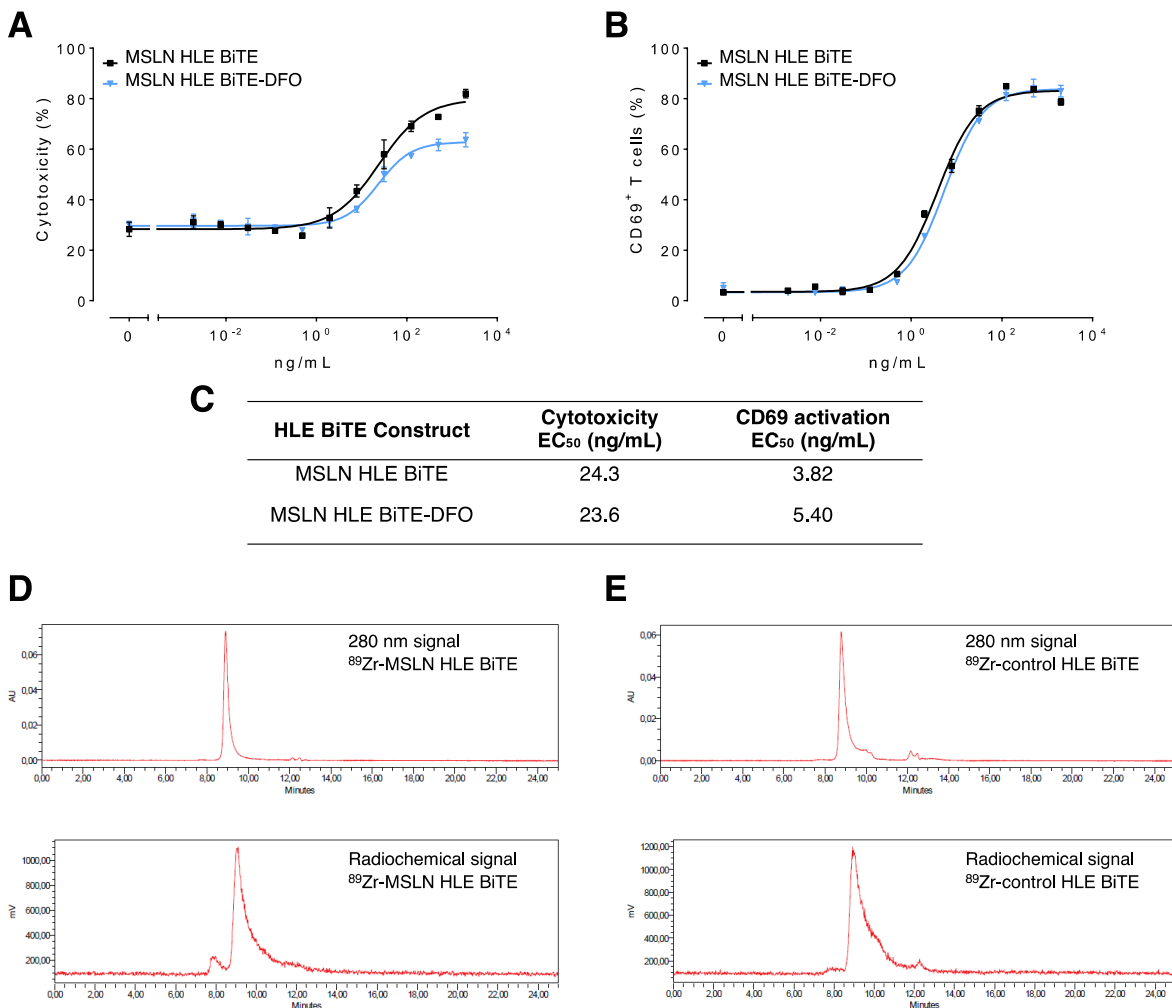 A
MSLN HLE BiTE
MSLN HLE BiTE-DFO
Cytotoxicity (%)
100
80
60
40
20
0
0 10-2 100 102 104
ng/mL
B
MSLN HLE BiTE
MSLN HLE BiTE-DFO
CD69+ T cells (%)
100
80
60
40
20
0
0 10-2 100 102 104
ng/mL
C
HLE BiTE Construct Cytotoxicity EC50 (ng/mL) CD69 activation EC50 (ng/mL)
MSLN HLE BiTE 24.3 3.82
MSLN HLE BiTE-DFO 23.6 5.40
D
280 nm signal
89Zr-MSLN HLE BiTE
AU
0,06
0,04
0,02
0,00
0,00 2,00 4,00 6,00 8,00 10,00 12,00 14,00 16,00 18,00 20,00 22,00 24,00
Minutes
Radiochemical signal
89Zr-MSLN HLE BiTE
mV
1000,00
800,00
600,00
400,00
200,00
0,00 2,00 4,00 6,00 8,00 10,00 12,00 14,00 16,00 18,00 20,00 22,00 24,00
Minutes
E
280 nm signal
89Zr-control HLE BiTE
AU
0,06
0,04
0,02
0,00
0,00 2,00 4,00 6,00 8,00 10,00 12,00 14,00 16,00 18,00 20,00 22,00 24,00
Minutes
Radiochemical signal
89Zr-control HLE BiTE
mV
1200,00
1000,00
800,00
600,00
400,00
200,00
0,00 2,00 4,00 6,00 8,00 10,00 12,00 14,00 16,00 18,00 20,00 22,00 24,00
Minutes